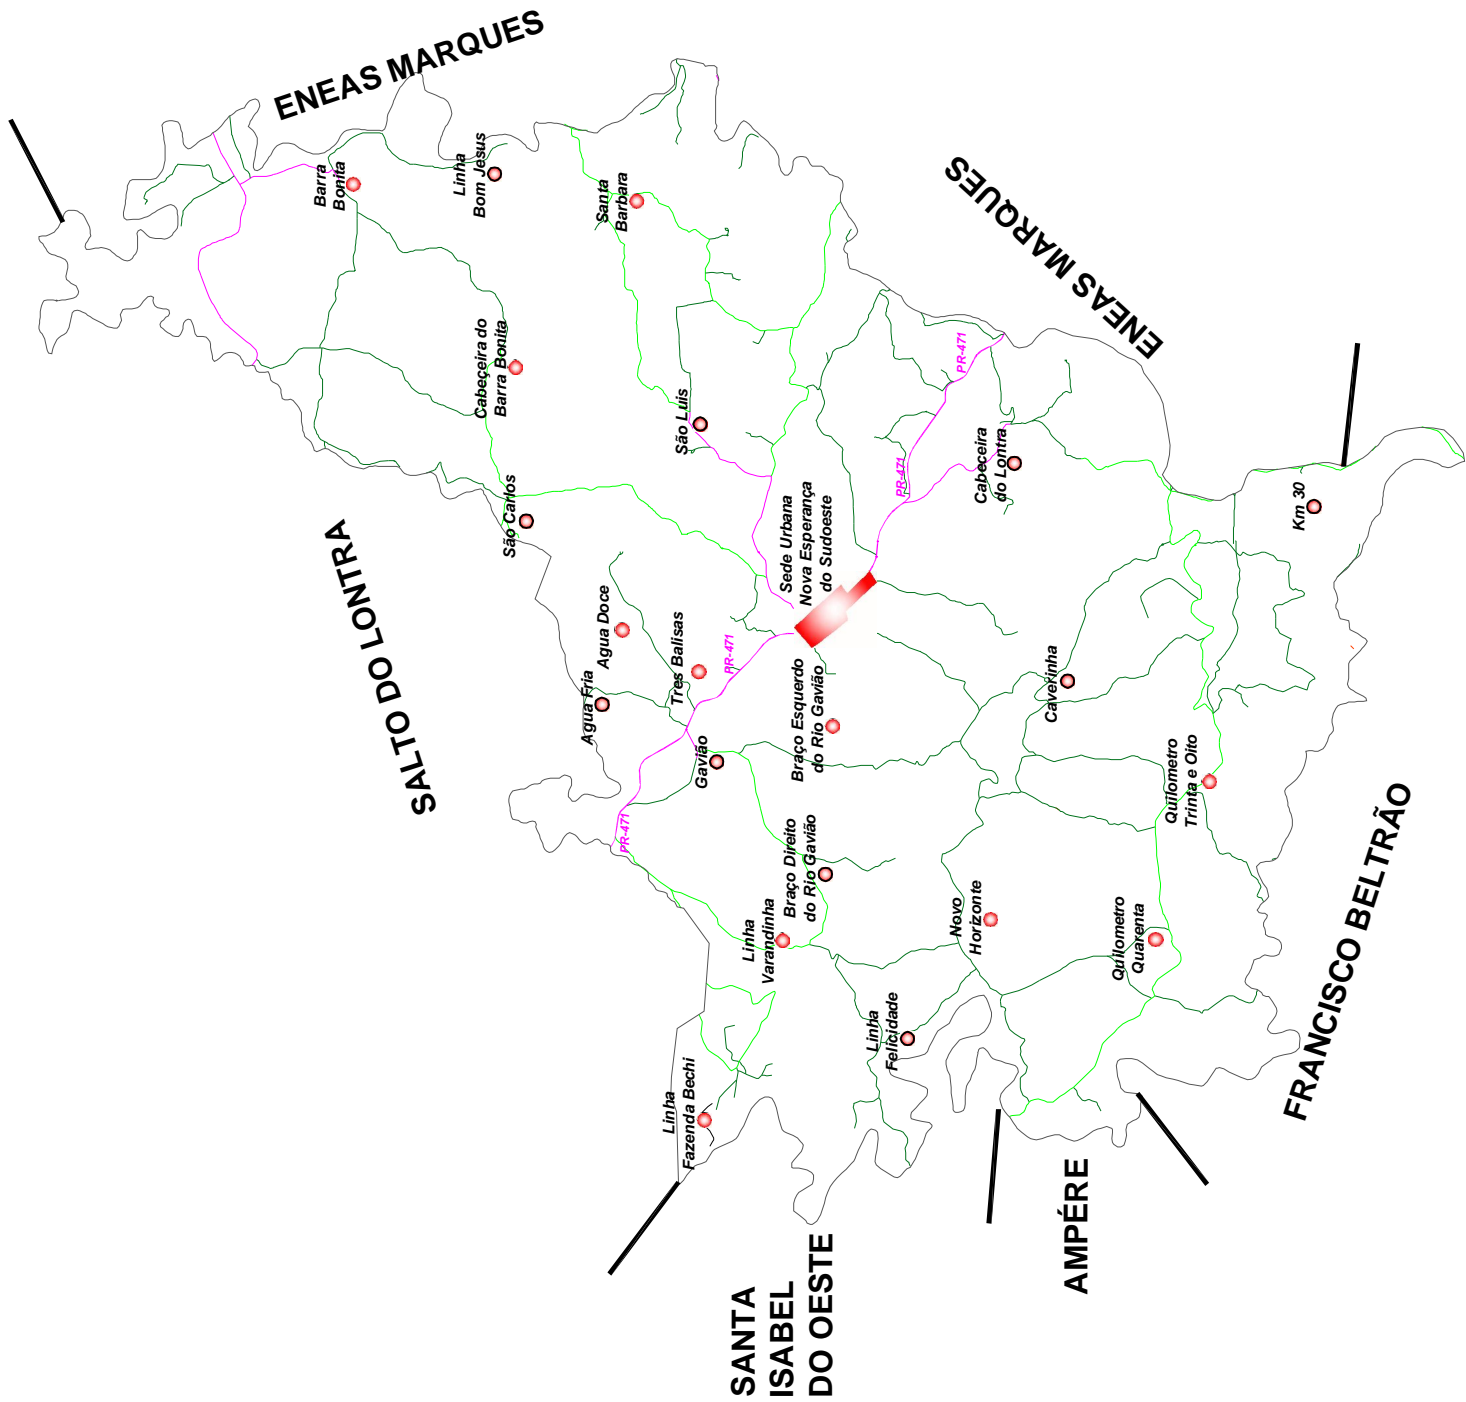 ENEAS MARQUES
Barra
Bonita
Linha
Bom Jesus
Santa
Barbara
ENEAS MARQUES
Cabeçeira do
Barra Bonita
São Luis
PR-471
PR-471
Cabeceira
do Lontra
Km 30
São Carlos
SALTO DO LONTRA
Sede Urbana
Nova Esperança
do Sudoeste
Agua Doce
Tres Balisas
PR-471
Agua Fria
Gavião
Braço Esquerdo
do Rio Gavião
Caverinha
Quilometro
Trinta e Oito
PR-471
Braço Direito
do Rio Gavião
Linha
Varandinha
Novo
Horizonte
Quilometro
Quarenta
Linha
Felicidade
Linha
Fazenda Bechi
FRANCISCO BELTRÃO
AMPÉRE
SANTA
ISABEL
DO OESTE